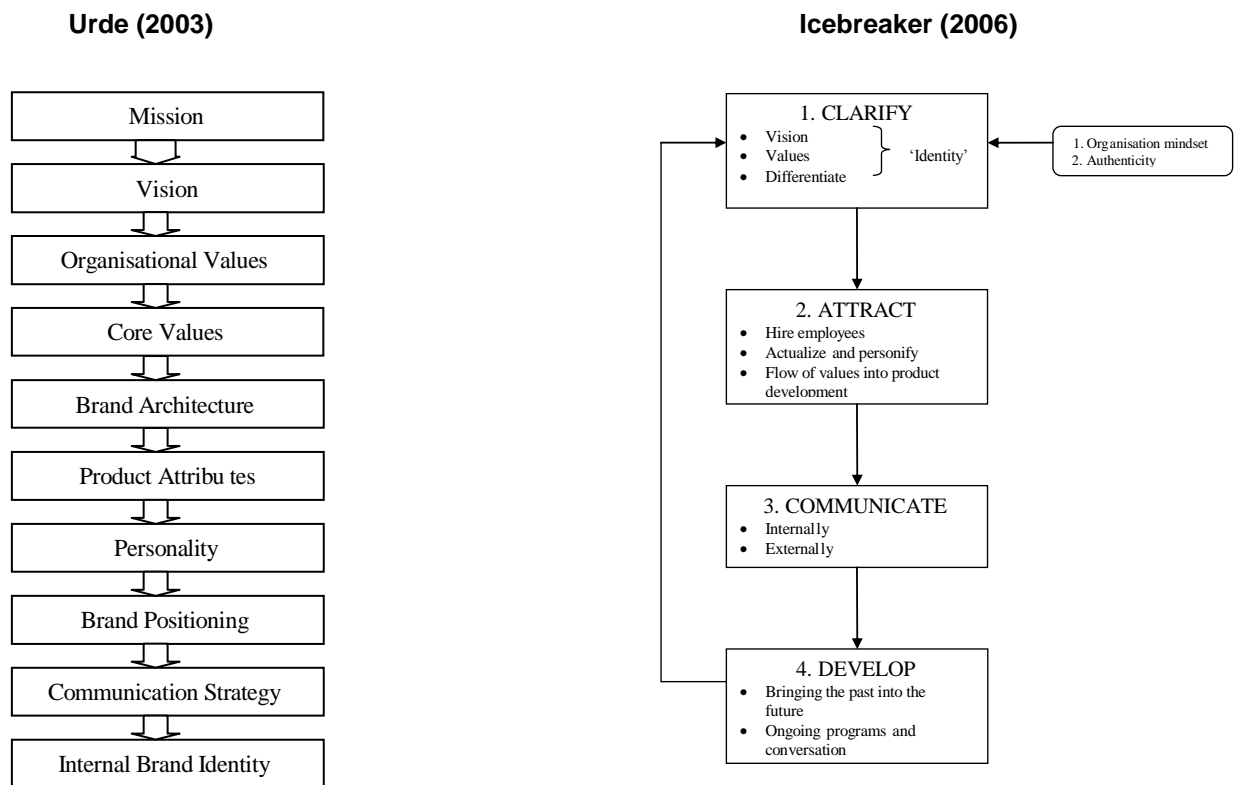 Urde (2003)
Mission
Vision
Organisational Values
Core Values
Brand Architecture
Product Attribu tes
Personality
Brand Positioning
Communication Strategy
Internal Brand Identity
Icebreaker (2006)
1. CLARIFY
• Vision
• Values
• Differentiate
‘Identity’
1. Organisation mindset
2. Authenticity
2. ATTRACT
• Hire employees
• Actualize and personify
• Flow of values into product
development
3. COMMUNICATE
• Internally
• Externally
4. DEVELOP
• Bringing the past into the
future
• Ongoing programs and
conversation